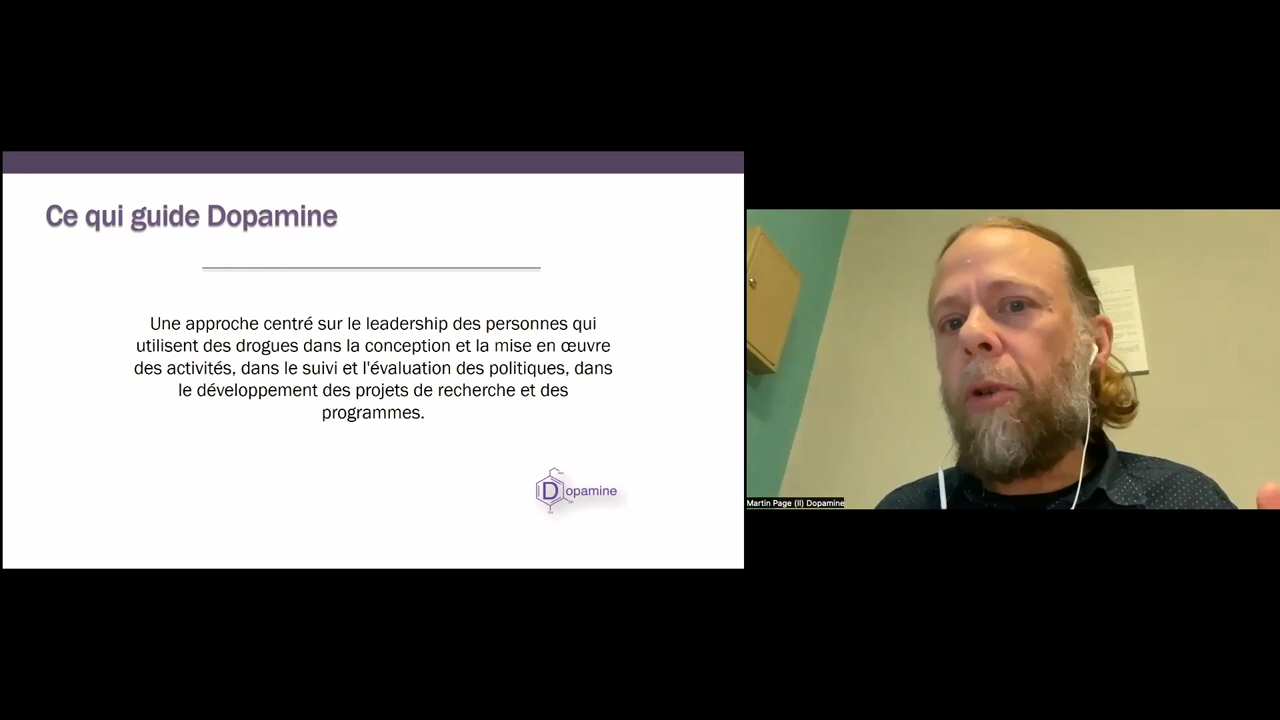 Ce qui guide Dopamine
Une approche centré sur le leadership des personnes qui
utilisent des drogues dans la conception et la mise en œuvre
des activités, dans le suivi et l'évaluation des politiques, dans
le développement des projets de recherche et des
programmes.
Dopamine
Martin Page (II) Dopamine